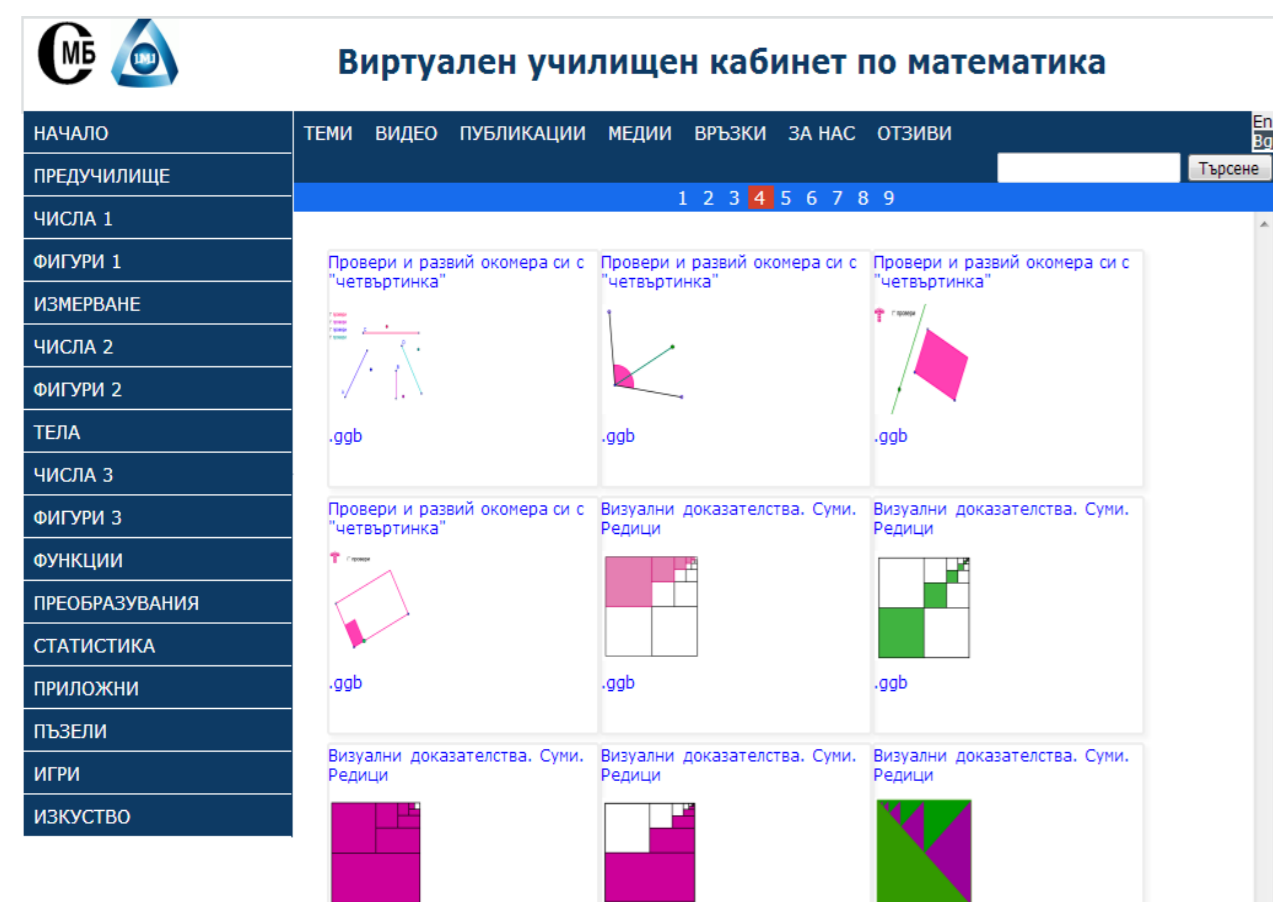 СМБ
ІМІ
Виртуален училищен кабинет по математика
НАЧАЛО
ПРЕДУЧИЛИЩЕ
ЧИСЛА 1
ФИГУРИ 1
ИЗМЕРВАНЕ
ЧИСЛА 2
ФИГУРИ 2
ТЕЛА
ЧИСЛА 3
ФИГУРИ 3
ФУНКЦИИ
ПРЕОБРАЗУВАНИЯ
СТАТИСТИКА
ПРИЛОЖНИ
ПЪЗЕЛИ
ИГРИ
ИЗКУСТВО
ТЕМИ ВИДЕО ПУБЛИКАЦИИ МЕДИИ ВРЪЗКИ ЗА НАС ОТЗИВИ
En
Bg
Търсене
1 2 3 4 5 6 7 8 9
Провери и развий окомера си с
"четвъртинка"
.ggb
Провери и развий окомера си с
"четвъртинка"
.ggb
Провери и развий окомера си с
"четвъртинка"
провери
.ggb
Провери и развий окомера си с
"четвъртинка"
провери
.ggb
Визуални доказателства. Суми.
Редици
.ggb
Визуални доказателства. Суми.
Редици
.ggb
Визуални доказателства. Суми.
Редици
Визуални доказателства. Суми.
Редици
Визуални доказателства. Суми.
Редици